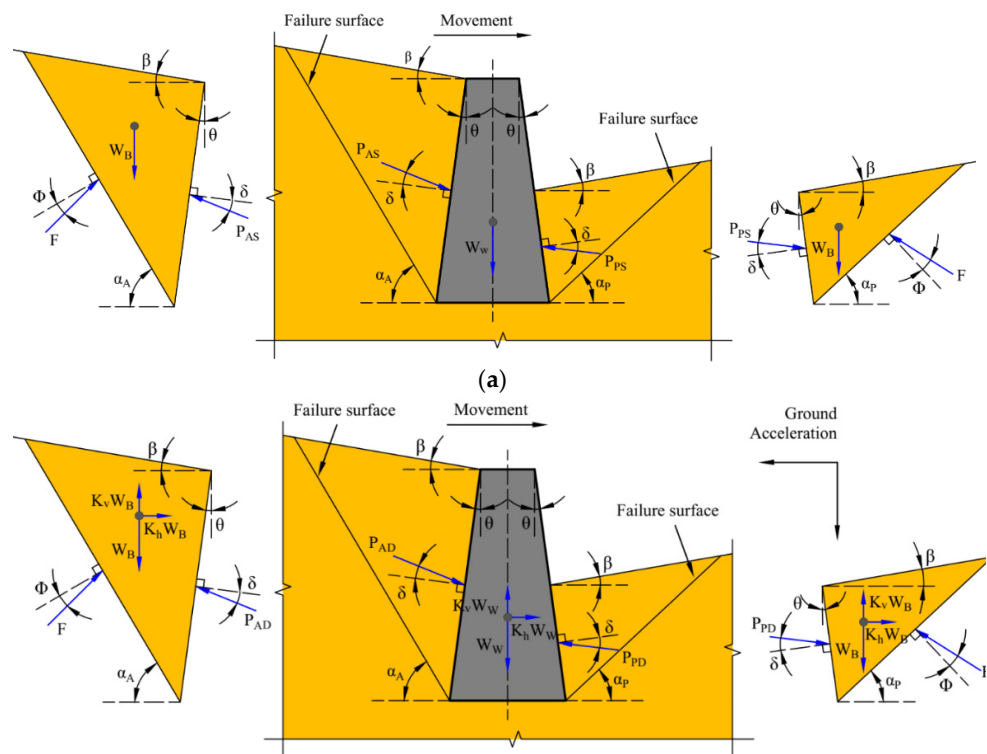 Failure surface
Movement
β
θ
W_B
Φ
F
δ
P_AS
α_A
β
θ
θ
P_AS
δ
W_w
α_A
Failure surface
β
δ
P_PS
α_P
β
θ
P_PS
δ
W_B
F
Φ
α_P
(a)
Failure surface
Movement
Ground
Acceleration
β
θ
K_vW_B
K_hW_B
W_B
Φ
F
δ
P_AD
α_A
β
θ
θ
P_AD
δ
K_vW_W
K_hW_W
W_W
α_A
Failure surface
β
δ
P_PD
α_P
β
θ
K_vW_B
K_hW_B
P_PD
δ
W_B
Φ
α_P